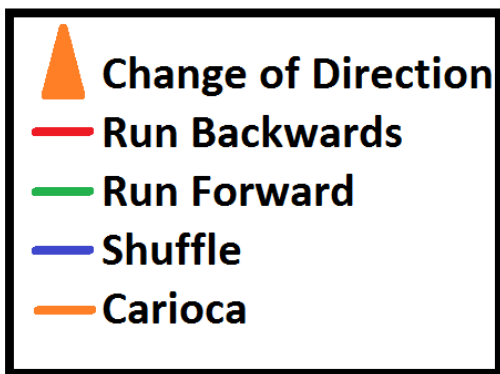 Change of Direction
Run Backwards
Run Forward
Shuffle
Carioca